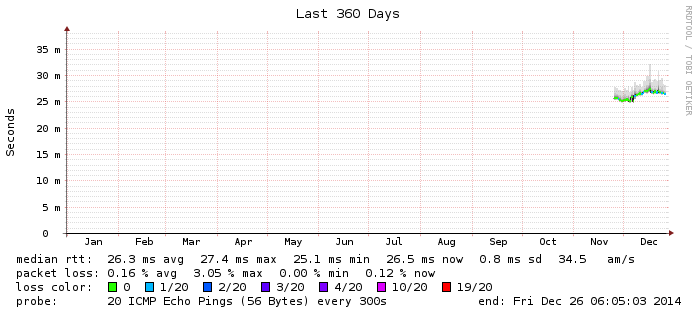 Last 360 Days
RRDTOOL / TOBI OETIKER
Seconds
35 m
30 m
25 m
20 m
15 m
10 m
5 m
0
Jan Feb Mar Apr May Jun Jul Aug Sep Oct Nov Dec
median rtt: 26.3 ms avg 27.4 ms max 25.1 ms min 26.5 ms now 0.8 ms sd 34.5 am/s
packet loss: 0.16 % avg 3.05 % max 0.00 % min 0.12 % now
loss color: 0 1/20 2/20 3/20 4/20 10/20 19/20
probe: 20 ICMP Echo Pings (56 Bytes) every 300s end: Fri Dec 26 06:05:03 2014